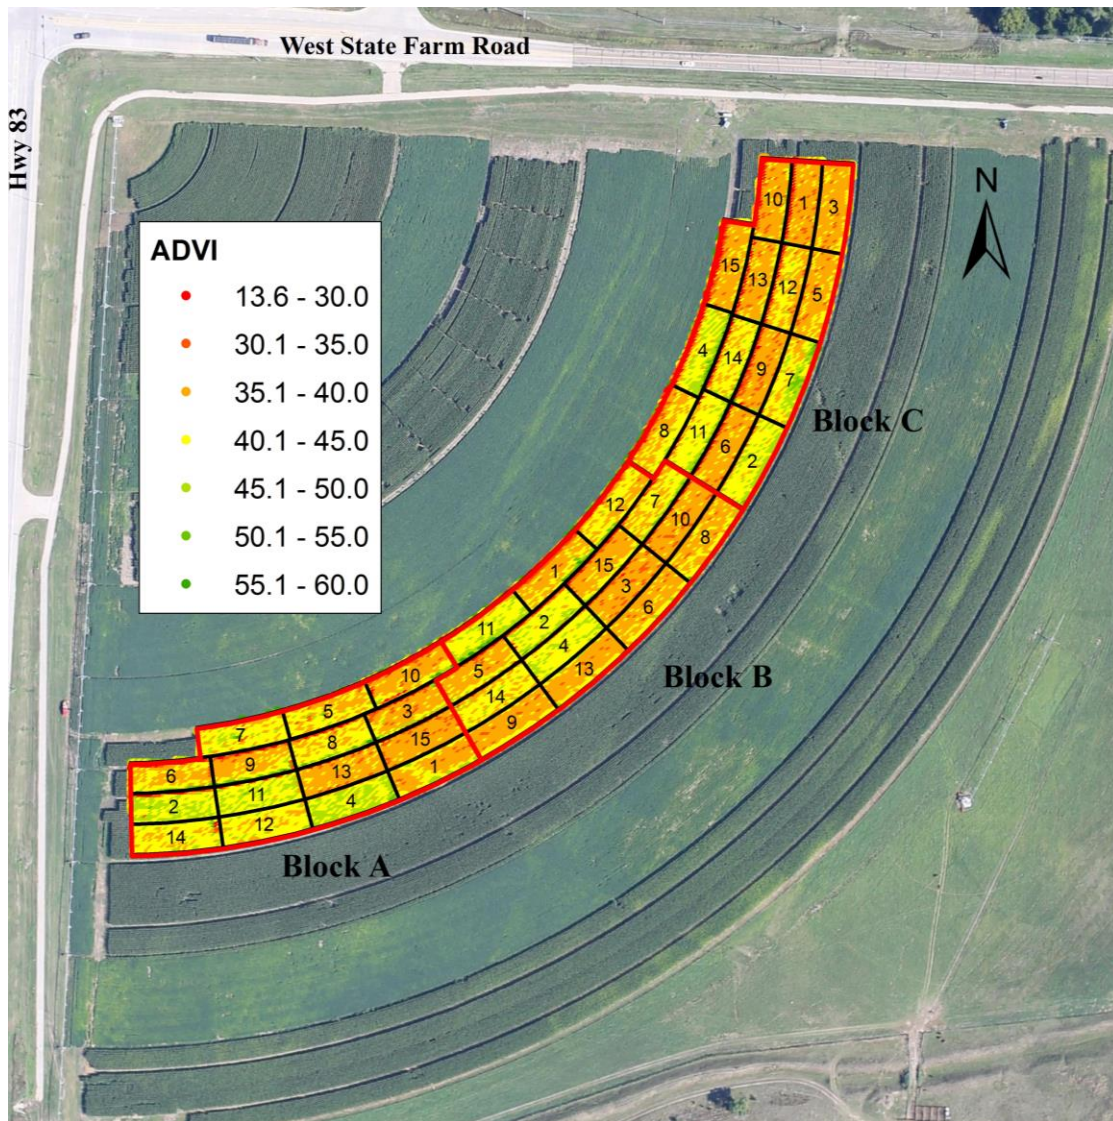 West State Farm Road
Hwy 83
N
ADVI
13.6 - 30.0
30.1 - 35.0
35.1 - 40.0
40.1 - 45.0
45.1 - 50.0
50.1 - 55.0
55.1 - 60.0
10 1 3
15 13 12 5
4 14 9 7
8 11 6 2
Block C
12 7 10 8
1 15 3 6
11 2 4 13
5 14 9
Block B
10 3 15 1
5 8 13 4
7 9 11 12
6 2 14
Block A